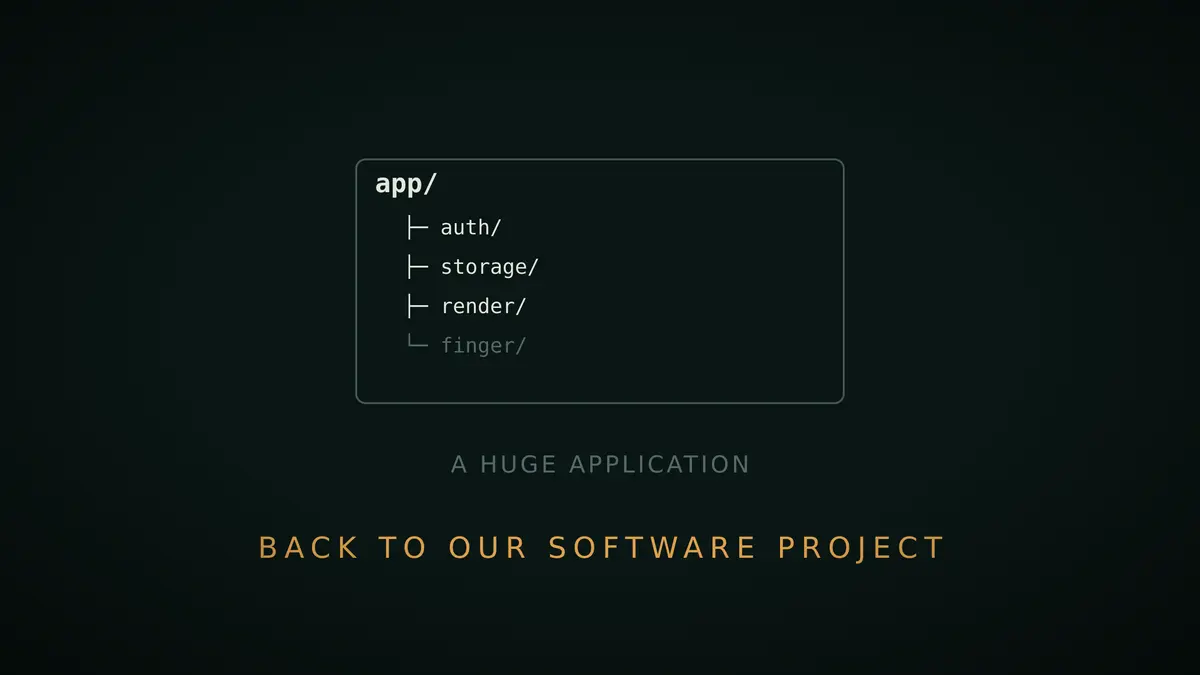 app/
├─ auth/
├─ storage/
├─ render/
└─ finger/
A HUGE APPLICATION
BACK TO OUR SOFTWARE PROJECT